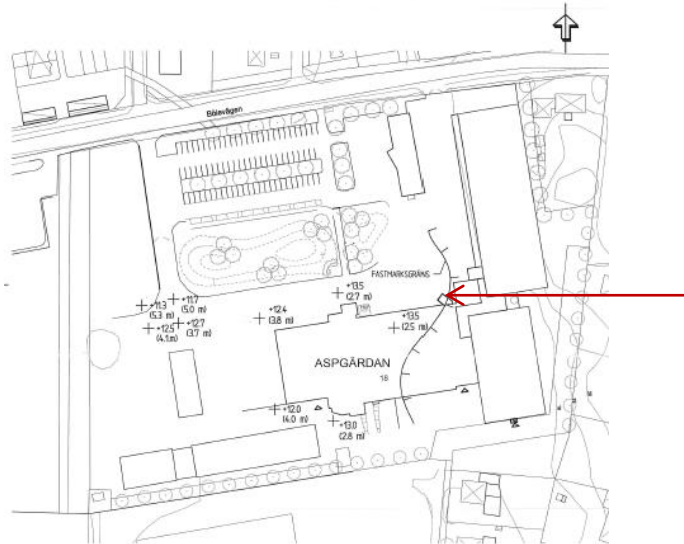 Bölevägen
FASTMARKSGRÄNS
+13.5
(2.7 m)
+11.3
(5.3 m)
+11.7
(5.0 m)
+12.4
(3.8 m)
+12.5
(4.1m)
+12.7
(3.7 m)
+13.5
(2.5 m)
ASPGÄRDAN
18
+12.0
(4.0 m)
+13.0
(2.8 m)